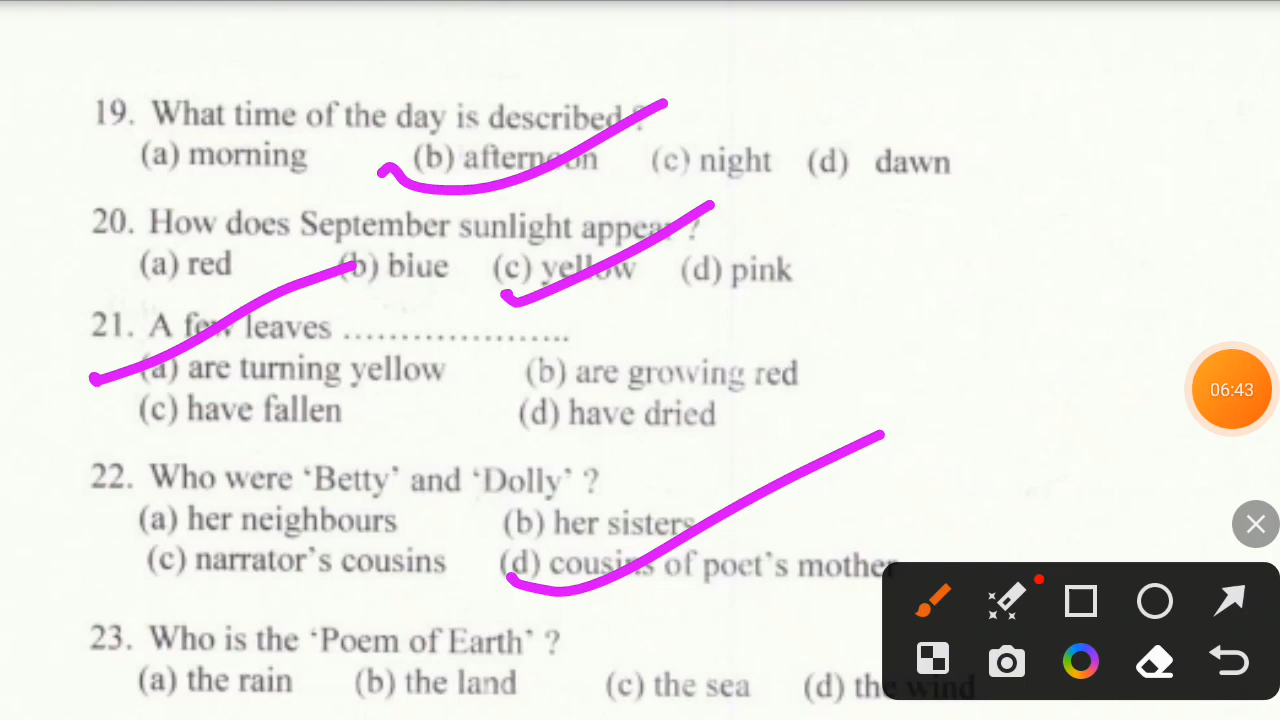 19. What time of the day is described ?
(a) morning (b) afternoon (c) night (d) dawn
20. How does September sunlight appear ?
(a) red (b) blue (c) yellow (d) pink
21. A few leaves ......................
(a) are turning yellow (b) are growing red
(c) have fallen (d) have dried
22. Who were ‘Betty’ and ‘Dolly’ ?
(a) her neighbours (b) her sisters
(c) narrator’s cousins (d) cousins of poet’s mother
23. Who is the ‘Poem of Earth’ ?
(a) the rain (b) the land (c) the sea (d) the wind
06:43